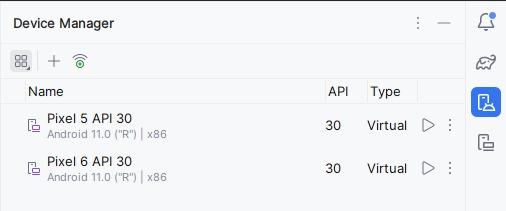 Device Manager
Name API Type
Pixel 5 API 30
Android 11.0 ("R") | x86
30 Virtual
Pixel 6 API 30
Android 11.0 ("R") | x86
30 Virtual